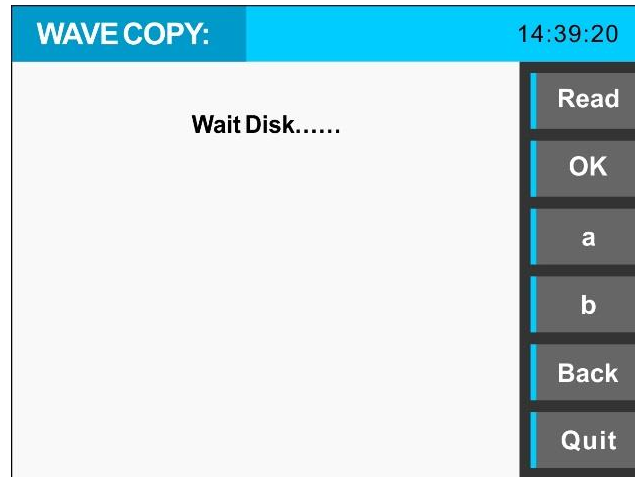 WAVE COPY:
14:39:20
Wait Disk......
Read
OK
a
b
Back
Quit